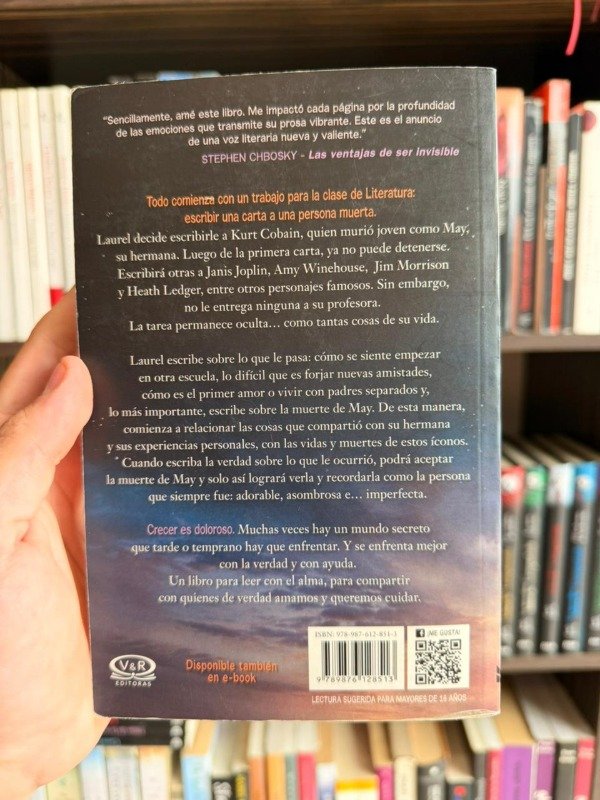 “Sencillamente, amé este libro. Me impactó cada página por la profundidad
de las emociones que transmite su prosa vibrante. Este es el anuncio
de una voz literaria nueva y valiente.”
STEPHEN CHBOSKY - Las ventajas de ser invisible
Todo comienza con un trabajo para la clase de Literatura:
escribir una carta a una persona muerta.
Laurel decide escribirle a Kurt Cobain, quien murió joven como May,
su hermana. Luego de la primera carta, ya no puede detenerse.
Escribirá otras a Janis Joplin, Amy Winehouse, Jim Morrison
y Heath Ledger, entre otros personajes famosos. Sin embargo,
no le entrega ninguna a su profesora.
La tarea permanece oculta… como tantas cosas de su vida.
Laurel escribe sobre lo que le pasa: cómo se siente empezar
en otra escuela, lo difícil que es forjar nuevas amistades,
cómo es el primer amor o vivir con padres separados y,
lo más importante, escribe sobre la muerte de May. De esta manera,
comienza a relacionar las cosas que compartió con su hermana
y sus experiencias personales, con las vidas y muertes de estos íconos.
Cuando escriba la verdad sobre lo que le ocurrió, podrá aceptar
la muerte de May y solo así logrará verla y recordarla como la persona
que siempre fue: adorable, asombrosa e… imperfecta.
Crecer es doloroso. Muchas veces hay un mundo secreto
que tarde o temprano hay que enfrentar. Y se enfrenta mejor
con la verdad y con ayuda.
Un libro para leer con el alma, para compartir
con quienes de verdad amamos y queremos cuidar.
V&R
EDITORAS
Disponible también
en e-book
ISBN: 978-987-612-851-3
9 789876 128513
¡ME GUSTA!
LECTURA SUGERIDA PARA MAYORES DE 16 AÑOS